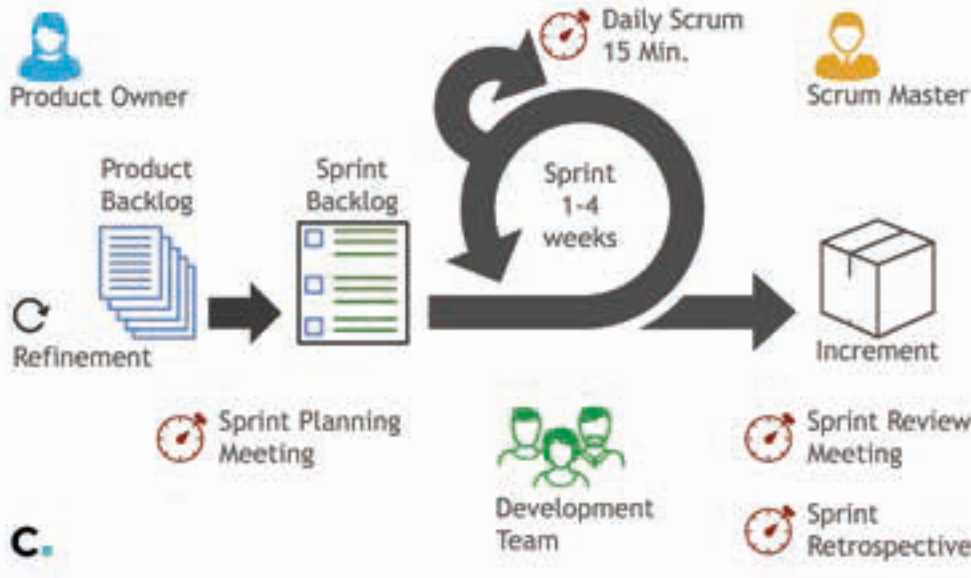 Daily Scrum
15 Min.
Product Owner
Scrum Master
Product
Backlog
Sprint
Backlog
Sprint
1-4
weeks
Refinement
Increment
Sprint Planning
Meeting
Sprint Review
Meeting
Development
Team
Sprint
Retrospective
C.